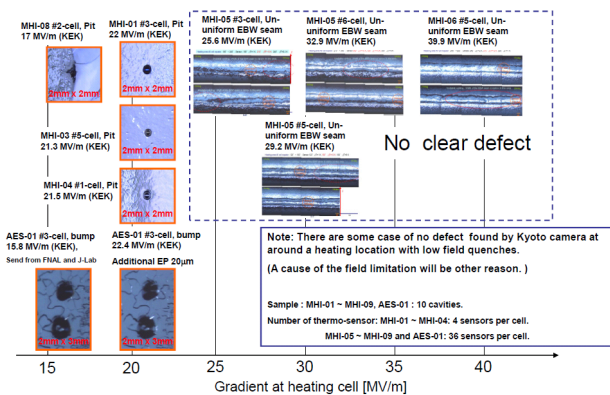 MHI-08 #2-cell, Pit
17 MV/m (KEK)
2mm x 2mm
MHI-01 #3-cell, Pit
22 MV/m (KEK)
2mm x 2mm
MHI-03 #5-cell, Pit
21.3 MV/m (KEK)
2mm x 2mm
MHI-04 #1-cell, Pit
21.5 MV/m (KEK)
2mm x 2mm
AES-01 #3-cell, bump
15.8 MV/m (KEK),
Send from FNAL and J-Lab
2mm x 2mm
AES-01 #3-cell, bump
22.4 MV/m (KEK)
Additional EP 20μm
2mm x 2mm
MHI-05 #3-cell, Un-
uniform EBW seam
25.6 MV/m (KEK)
MHI-05 #6-cell, Un-
uniform EBW seam
32.9 MV/m (KEK)
MHI-06 #5-cell, Un-
uniform EBW seam
39.9 MV/m (KEK)
MHI-05 #5-cell, Un-
uniform EBW seam
29.2 MV/m (KEK)
No clear defect
Note: There are some case of no defect found by Kyoto camera at
around a heating location with low field quenches.
(A cause of the field limitation will be other reason. )
Sample : MHI-01 ~ MHI-09, AES-01 : 10 cavities.
Number of thermo-sensor: MHI-01 ~ MHI-04: 4 sensors per cell.
MHI-05 ~ MHI-09 and AES-01: 36 sensors per cell.
15 20 25 30 35 40
Gradient at heating cell [MV/m]